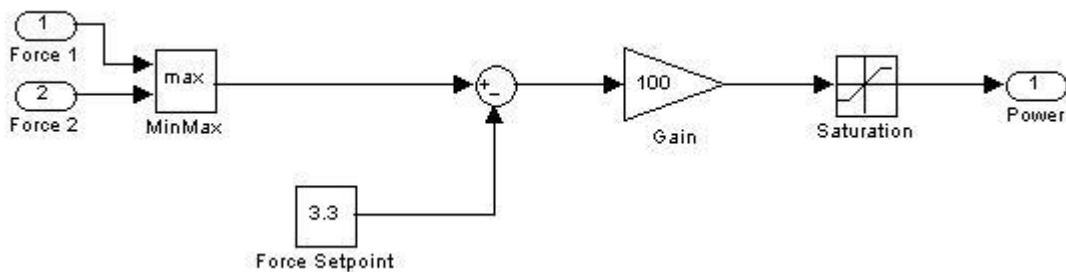 1
Force 1
2
Force 2
max
MinMax
+
−
3.3
Force Setpoint
100
Gain
Saturation
1
Power